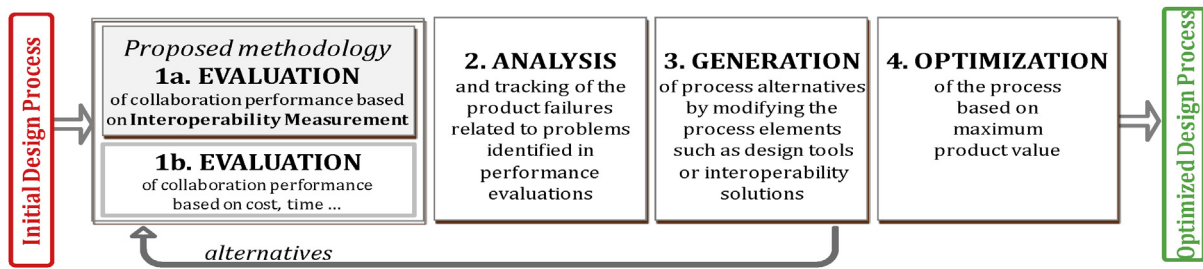 Initial Design Process
Proposed methodology
1a. EVALUATION
of collaboration performance based
on Interoperability Measurement
1b. EVALUATION
of collaboration performance
based on cost, time ...
2. ANALYSIS
and tracking of the
product failures
related to problems
identified in
performance
evaluations
3. GENERATION
of process alternatives
by modifying the
process elements
such as design tools
or interoperability
solutions
4. OPTIMIZATION
of the process
based on
maximum
product value
Optimized Design Process
alternatives